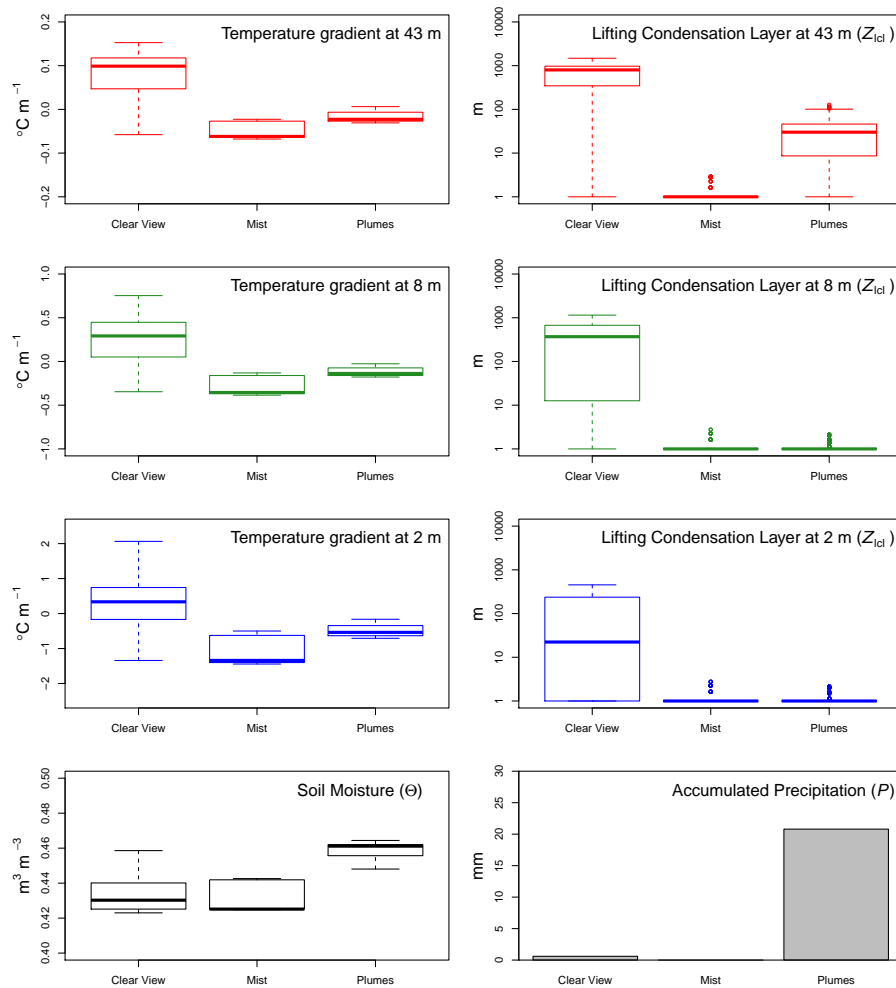 Temperature gradient at 43 m
°C m⁻¹
0.2
0.1
0.0
−0.1
−0.2
Clear View Mist Plumes
Lifting Condensation Layer at 43 m (Zlcl)
m
10000
1000
100
10
1
Clear View Mist Plumes
Temperature gradient at 8 m
°C m⁻¹
1.0
0.5
0.0
−0.5
−1.0
Clear View Mist Plumes
Lifting Condensation Layer at 8 m (Zlcl)
m
10000
1000
100
10
1
Clear View Mist Plumes
Temperature gradient at 2 m
°C m⁻¹
2
1
0
−1
−2
Clear View Mist Plumes
Lifting Condensation Layer at 2 m (Zlcl)
m
10000
1000
100
10
1
Clear View Mist Plumes
Soil Moisture (Θ)
m³ m⁻³
0.50
0.48
0.46
0.44
0.42
0.40
Clear View Mist Plumes
Accumulated Precipitation (P)
mm
30
25
20
15
10
5
0
Clear View Mist Plumes